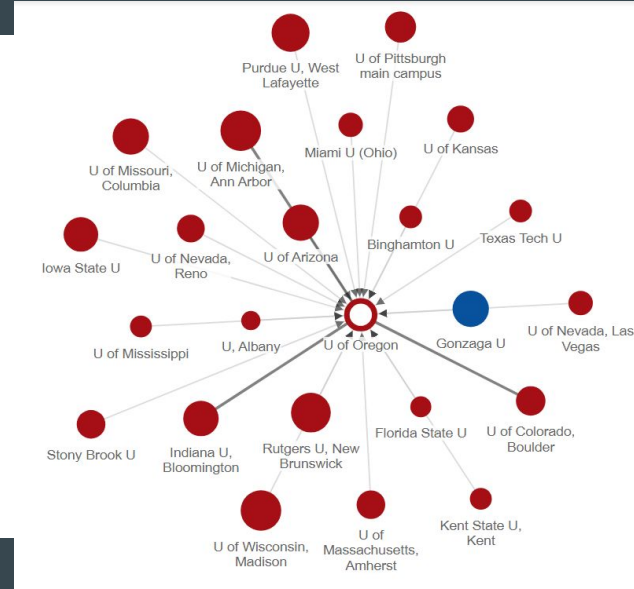 Purdue U, West
Lafayette
U of Pittsburgh
main campus
Miami U (Ohio)
U of Kansas
U of Missouri,
Columbia
U of Michigan,
Ann Arbor
Iowa State U
U of Nevada,
Reno
U of Arizona
Binghamton U
Texas Tech U
U of Mississippi
U, Albany
U of Oregon
Gonzaga U
U of Nevada, Las
Vegas
Stony Brook U
Indiana U,
Bloomington
Rutgers U, New
Brunswick
Florida State U
U of Colorado,
Boulder
U of Wisconsin,
Madison
U of
Massachusetts,
Amherst
Kent State U,
Kent